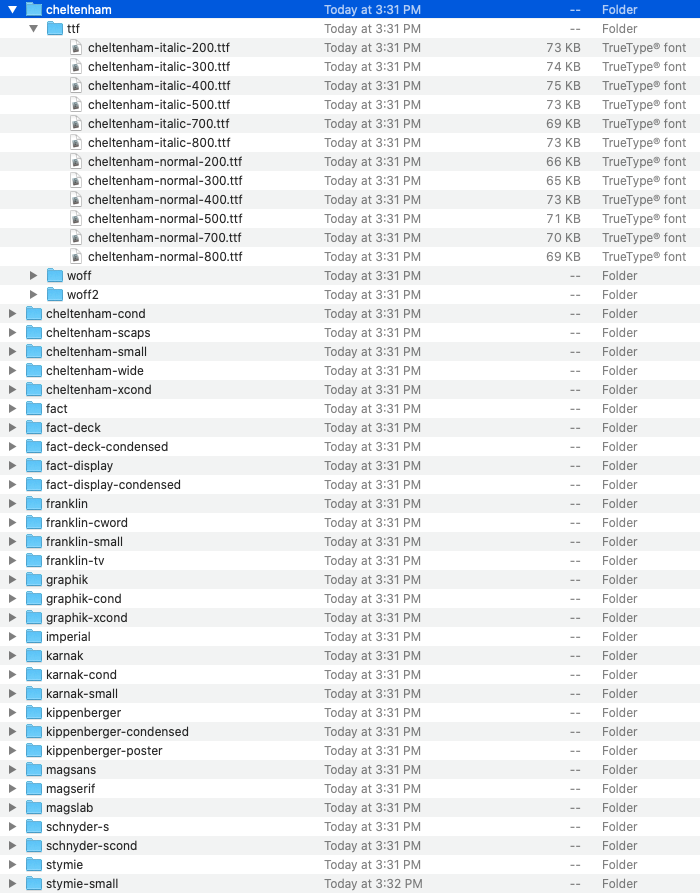 cheltenham Today at 3:31 PM -- Folder
ttf Today at 3:31 PM -- Folder
cheltenham-italic-200.ttf Today at 3:31 PM 73 KB TrueType® font
cheltenham-italic-300.ttf Today at 3:31 PM 74 KB TrueType® font
cheltenham-italic-400.ttf Today at 3:31 PM 75 KB TrueType® font
cheltenham-italic-500.ttf Today at 3:31 PM 73 KB TrueType® font
cheltenham-italic-700.ttf Today at 3:31 PM 69 KB TrueType® font
cheltenham-italic-800.ttf Today at 3:31 PM 73 KB TrueType® font
cheltenham-normal-200.ttf Today at 3:31 PM 66 KB TrueType® font
cheltenham-normal-300.ttf Today at 3:31 PM 65 KB TrueType® font
cheltenham-normal-400.ttf Today at 3:31 PM 73 KB TrueType® font
cheltenham-normal-500.ttf Today at 3:31 PM 71 KB TrueType® font
cheltenham-normal-700.ttf Today at 3:31 PM 70 KB TrueType® font
cheltenham-normal-800.ttf Today at 3:31 PM 69 KB TrueType® font
woff Today at 3:31 PM -- Folder
woff2 Today at 3:31 PM -- Folder
cheltenham-cond Today at 3:31 PM -- Folder
cheltenham-scaps Today at 3:31 PM -- Folder
cheltenham-small Today at 3:31 PM -- Folder
cheltenham-wide Today at 3:31 PM -- Folder
cheltenham-xcond Today at 3:31 PM -- Folder
fact Today at 3:31 PM -- Folder
fact-deck Today at 3:31 PM -- Folder
fact-deck-condensed Today at 3:31 PM -- Folder
fact-display Today at 3:31 PM -- Folder
fact-display-condensed Today at 3:31 PM -- Folder
franklin Today at 3:31 PM -- Folder
franklin-cword Today at 3:31 PM -- Folder
franklin-small Today at 3:31 PM -- Folder
franklin-tv Today at 3:31 PM -- Folder
graphik Today at 3:31 PM -- Folder
graphik-cond Today at 3:31 PM -- Folder
graphik-xcond Today at 3:31 PM -- Folder
imperial Today at 3:31 PM -- Folder
karnak Today at 3:31 PM -- Folder
karnak-cond Today at 3:31 PM -- Folder
karnak-small Today at 3:31 PM -- Folder
kippenberger Today at 3:31 PM -- Folder
kippenberger-condensed Today at 3:31 PM -- Folder
kippenberger-poster Today at 3:31 PM -- Folder
magsans Today at 3:31 PM -- Folder
magserif Today at 3:31 PM -- Folder
magslab Today at 3:31 PM -- Folder
schnyder-s Today at 3:31 PM -- Folder
schnyder-scond Today at 3:31 PM -- Folder
stymie Today at 3:31 PM -- Folder
stymie-small Today at 3:32 PM -- Folder